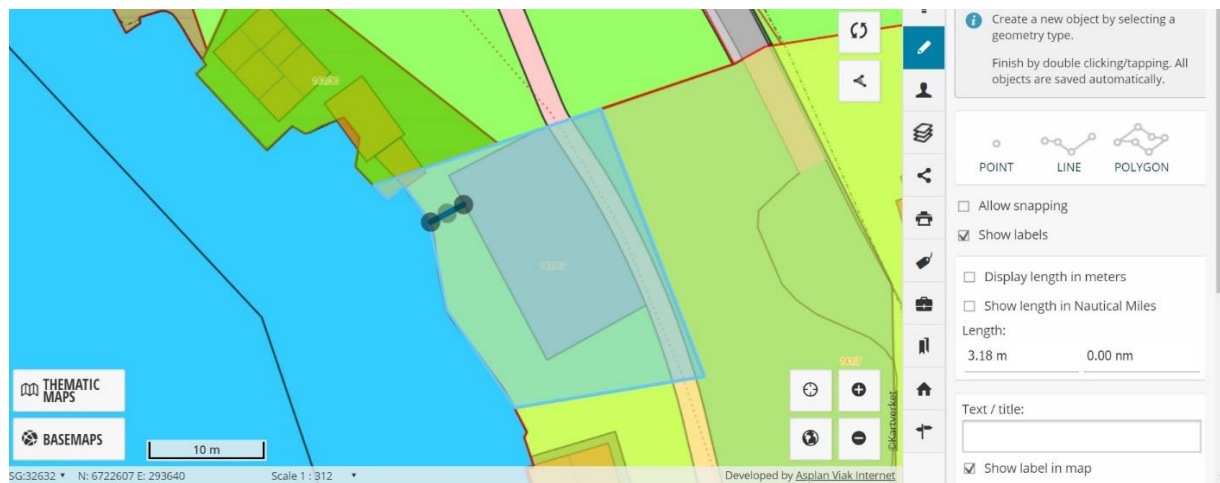 Create a new object by selecting a
geometry type.
Finish by double clicking/tapping. All
objects are saved automatically.
POINT
LINE
POLYGON
Allow snapping
Show labels
Display length in meters
Show length in Nautical Miles
Length:
3.18 m
0.00 nm
Text / title:
Show label in map
THEMATIC
MAPS
BASEMAPS
10 m
SG:32632
N: 6722607 E: 293640
Scale 1 : 312
Developed by Asplan Viak Internet
©Kartverket